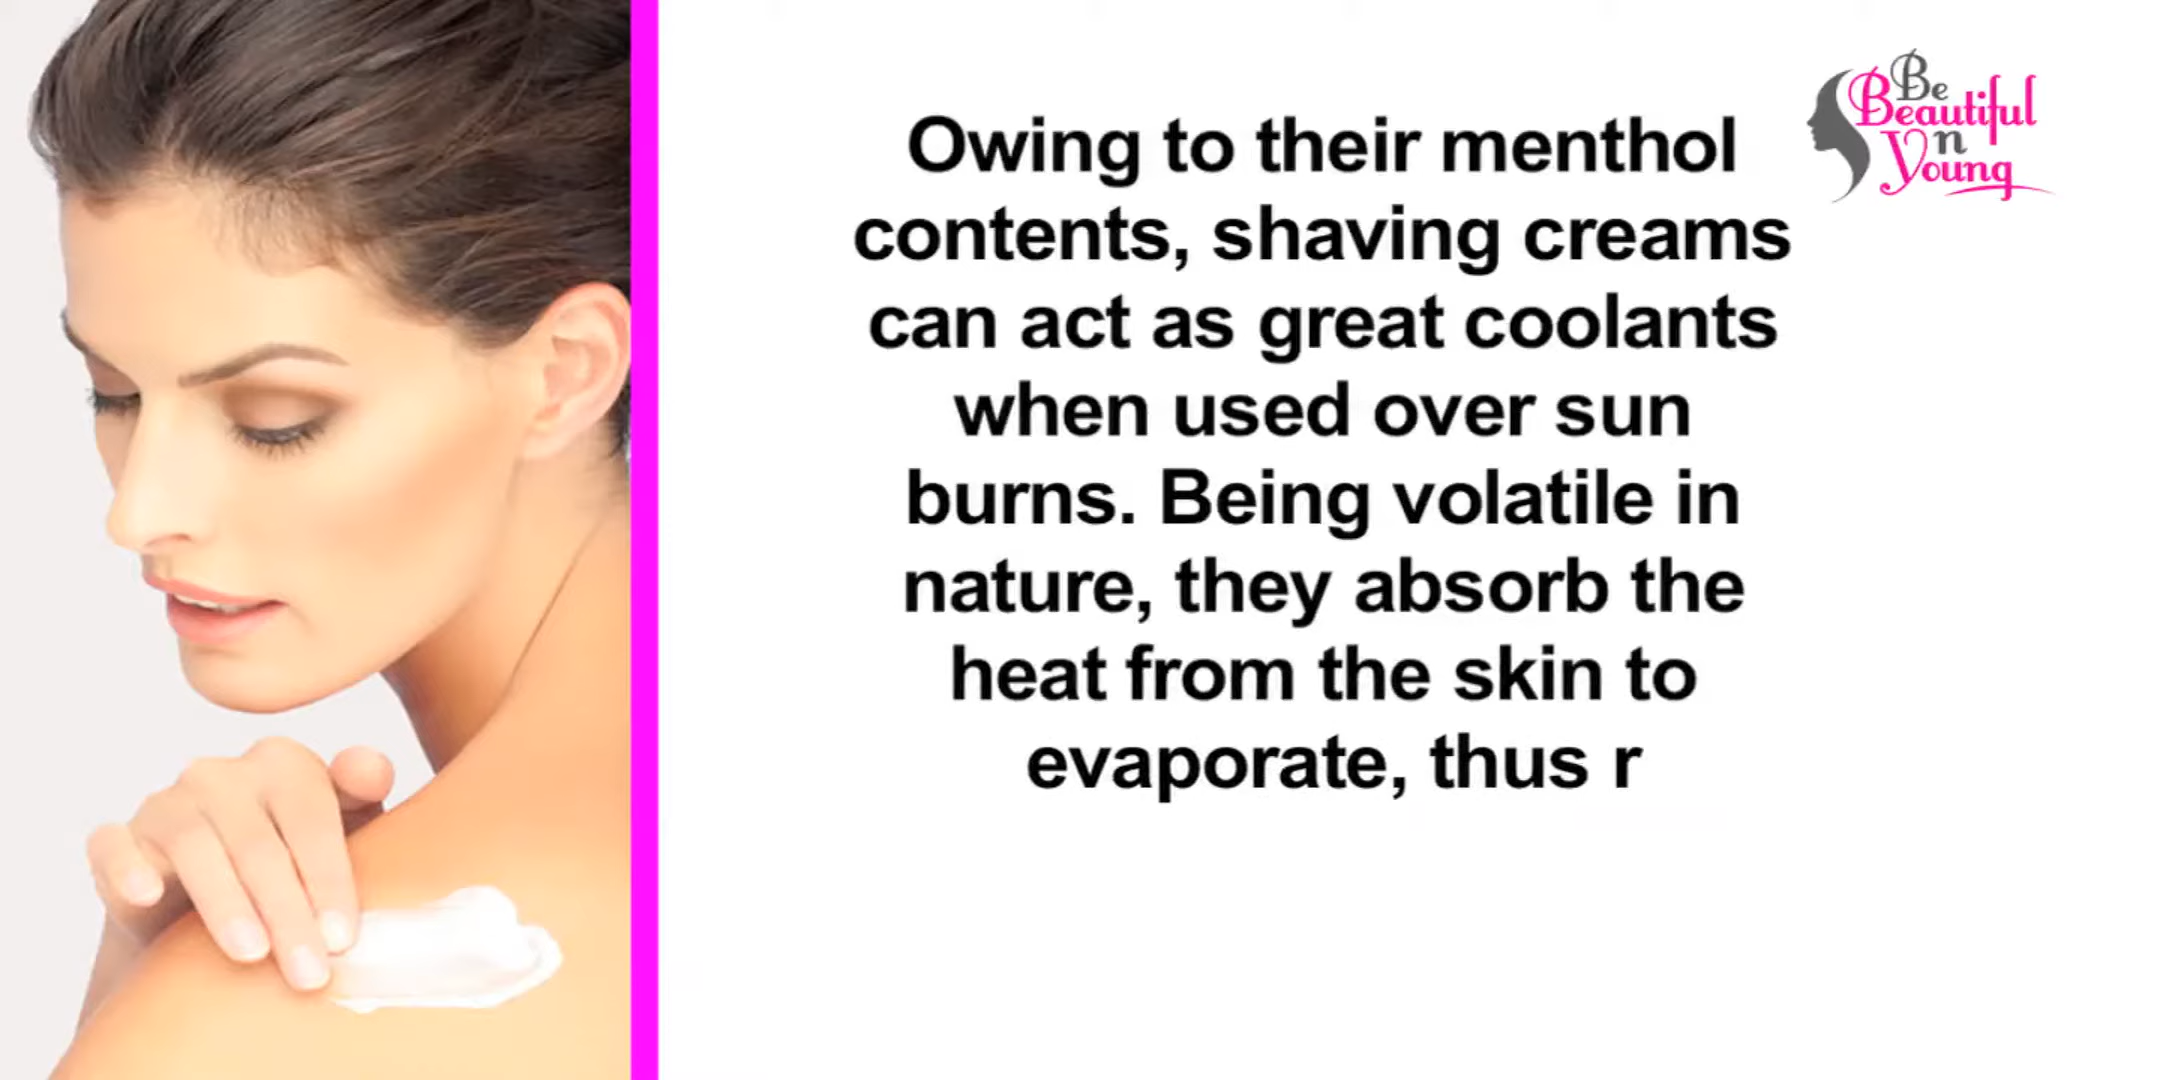 Be
Beautiful
n
Young
Owing to their menthol
contents, shaving creams
can act as great coolants
when used over sun
burns. Being volatile in
nature, they absorb the
heat from the skin to
evaporate, thus r